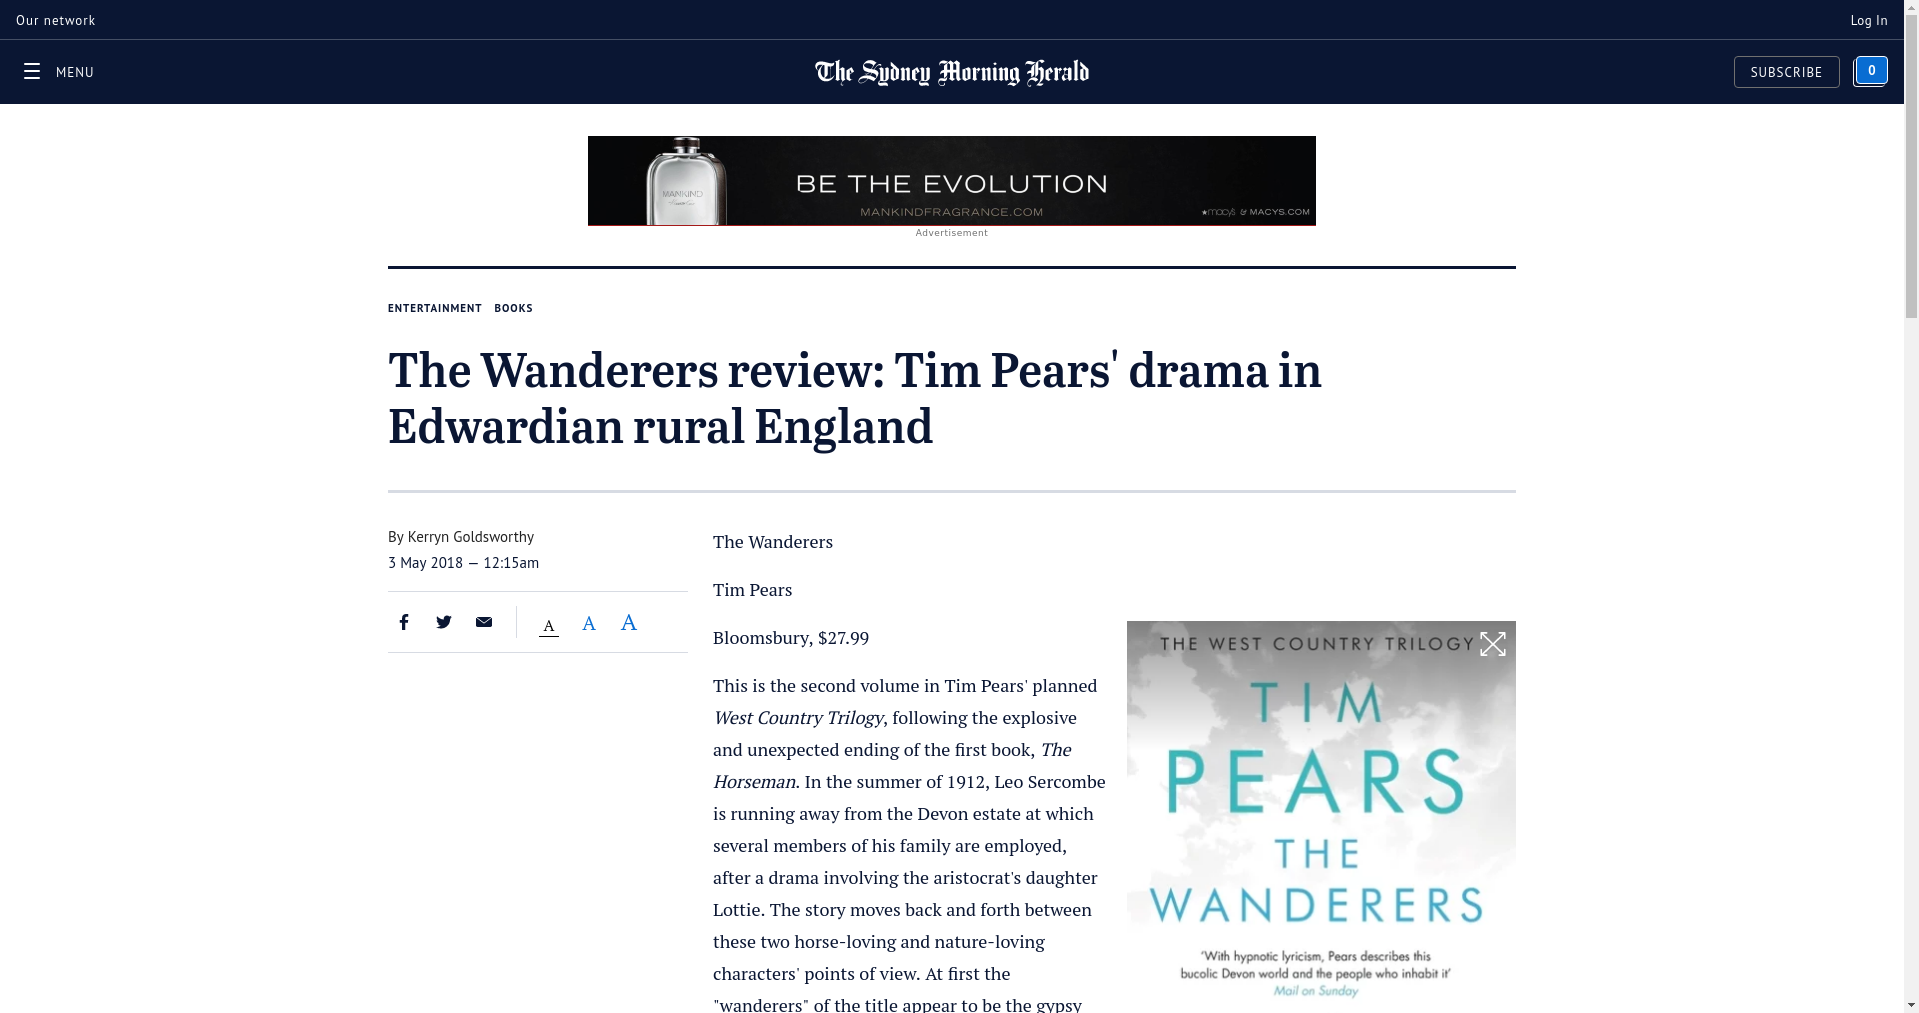 Our network
Log In
MENU
The Sydney Morning Herald
SUBSCRIBE
0
MANKIND
BE THE EVOLUTION
MANKINDFRAGRANCE.COM
★macy's & MACYS.COM
Advertisement
ENTERTAINMENT BOOKS
The Wanderers review: Tim Pears' drama in
Edwardian rural England
By Kerryn Goldsworthy
3 May 2018 — 12:15am
A A A
The Wanderers
Tim Pears
Bloomsbury, $27.99
This is the second volume in Tim Pears' planned
West Country Trilogy, following the explosive
and unexpected ending of the first book, The
Horseman. In the summer of 1912, Leo Sercombe
is running away from the Devon estate at which
several members of his family are employed,
after a drama involving the aristocrat's daughter
Lottie. The story moves back and forth between
these two horse-loving and nature-loving
characters' points of view. At first the
"wanderers" of the title appear to be the gypsy
THE WEST COUNTRY TRILOGY
TIM
PEARS
THE
WANDERERS
'With hypnotic lyricism, Pears describes this
bucolic Devon world and the people who inhabit it'
Mail on Sunday